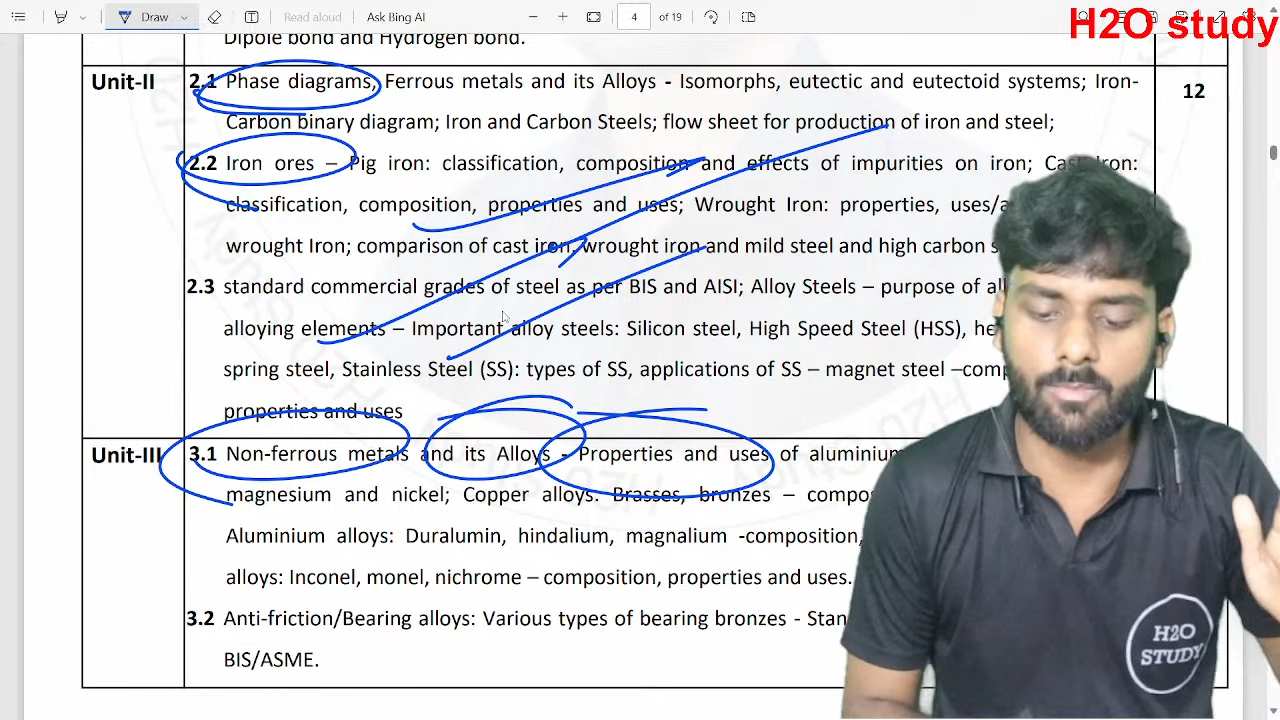 Draw
Read aloud
Ask Bing AI
4 of 19
H2O study
Dipole bond and Hydrogen bond.
Unit-II 2.1 Phase diagrams, Ferrous metals and its Alloys - Isomorphs, eutectic and eutectoid systems; Iron- 12
Carbon binary diagram; Iron and Carbon Steels; flow sheet for production of iron and steel;
2.2 Iron ores – Pig iron: classification, composition and effects of impurities on iron; Cast Iron:
classification, composition, properties and uses; Wrought Iron: properties, uses/a
wrought Iron; comparison of cast iron, wrought iron and mild steel and high carbon s
2.3 standard commercial grades of steel as per BIS and AISI; Alloy Steels – purpose of al
alloying elements – Important alloy steels: Silicon steel, High Speed Steel (HSS), he
spring steel, Stainless Steel (SS): types of SS, applications of SS – magnet steel –comp
properties and uses
Unit-III 3.1 Non-ferrous metals and its Alloys - Properties and uses of aluminium
magnesium and nickel; Copper alloys: Brasses, bronzes – compos
Aluminium alloys: Duralumin, hindalium, magnalium -composition,
alloys: Inconel, monel, nichrome – composition, properties and uses.
3.2 Anti-friction/Bearing alloys: Various types of bearing bronzes - Stan
BIS/ASME.
H2O
STUDY